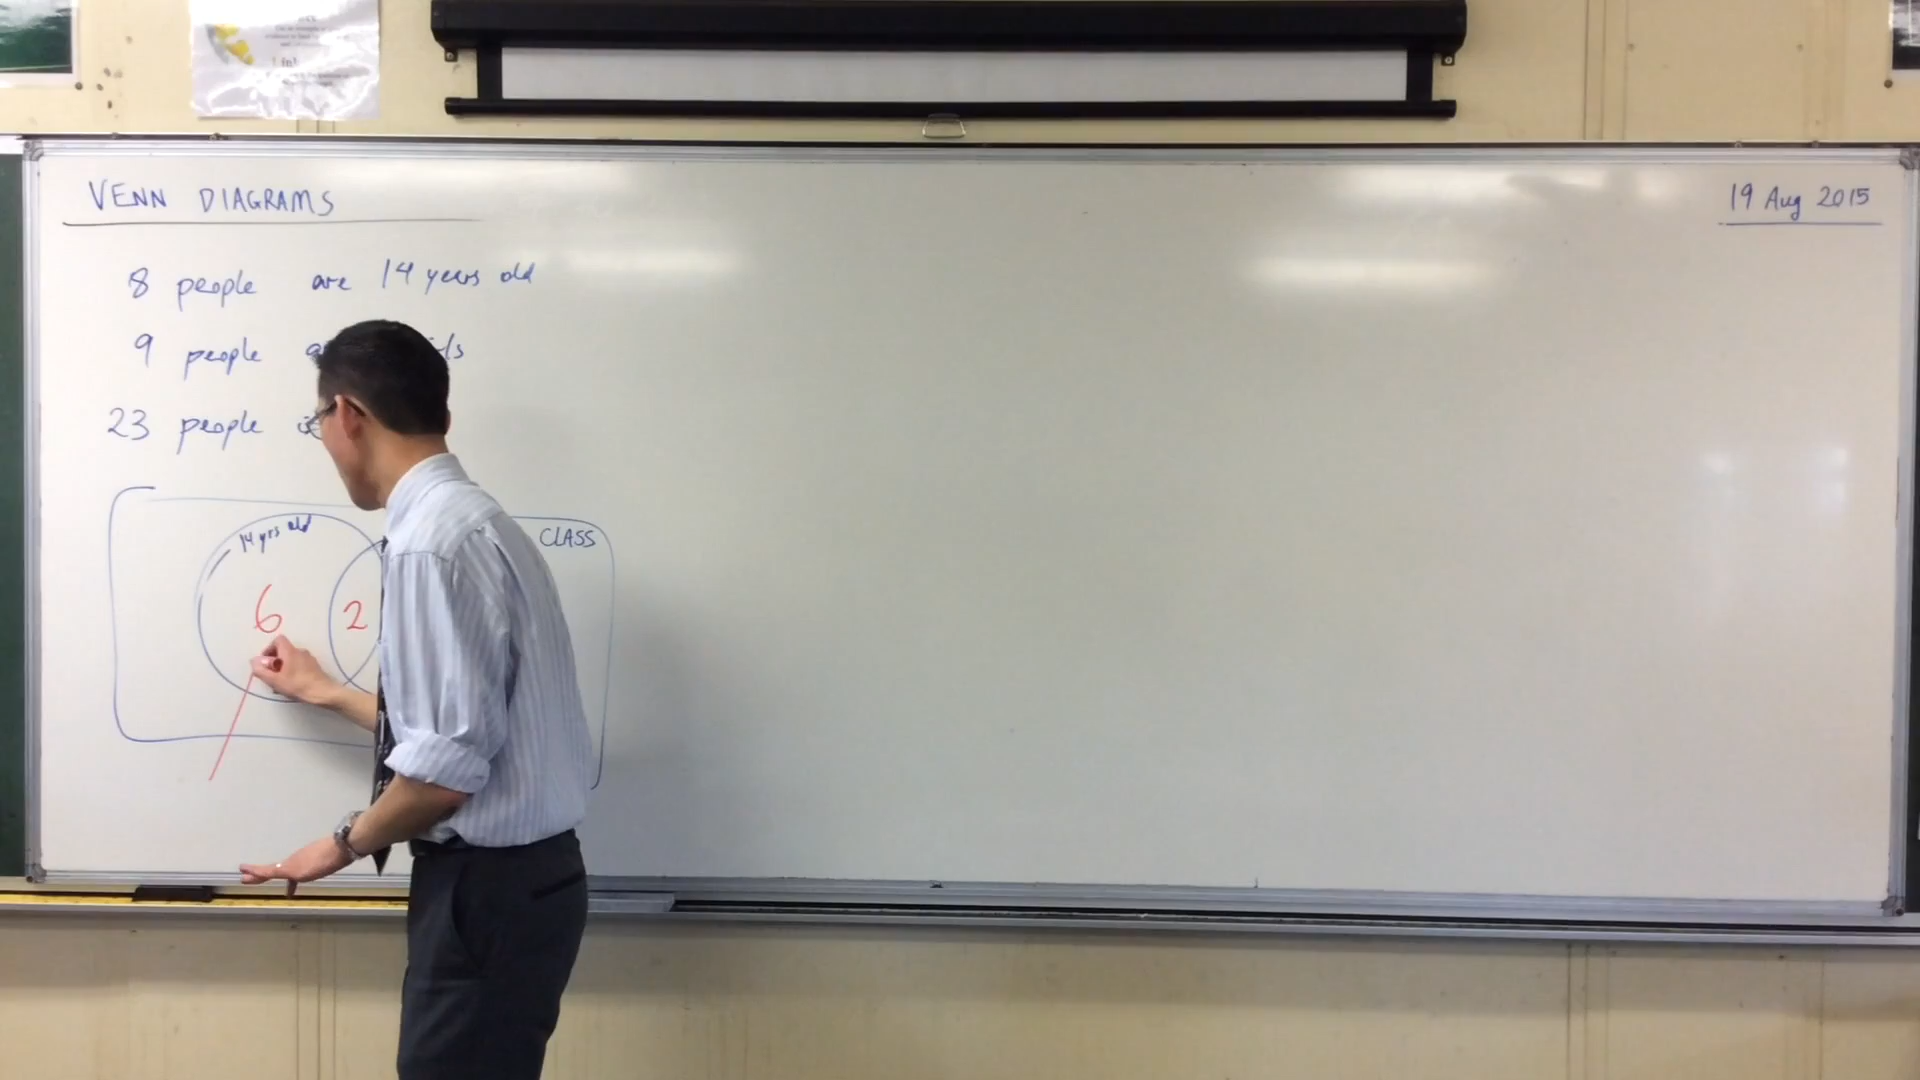 VENN DIAGRAMS
19 Aug 2015
8 people are 14 years old
9 people
23 people
14 yrs old
CLASS
6
2